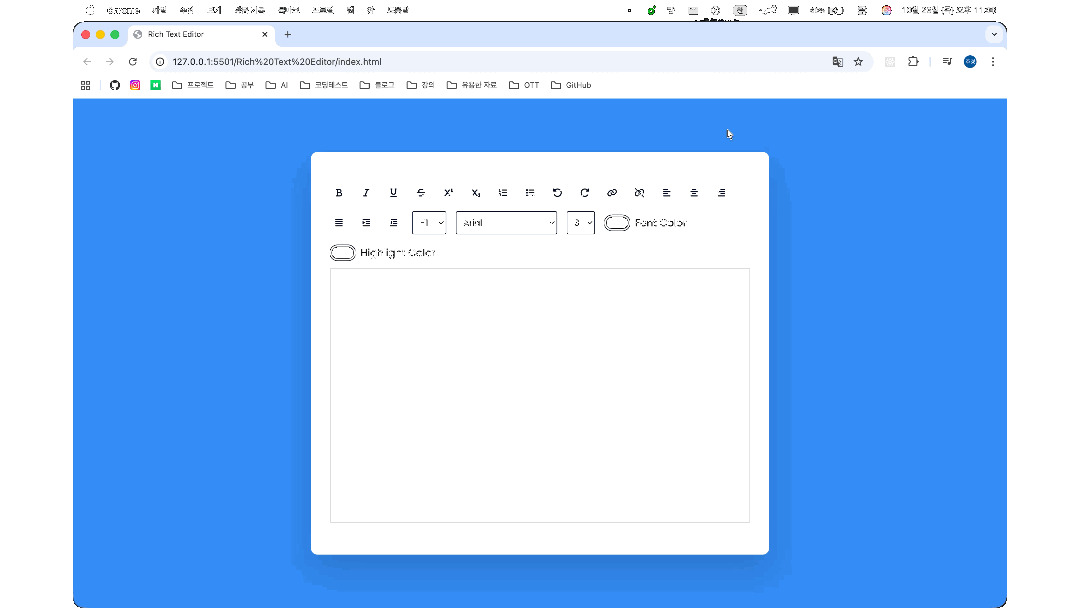 Rich Text Editor
127.0.0.1:5501/Rich%20Text%20Editor/index.html
프로젝트 공부 AI 코딩테스트 블로그 강의 유용한 자료 OTT GitHub
B I U S X² X₂
H1 Arial 3 Font Color
Highlight Color